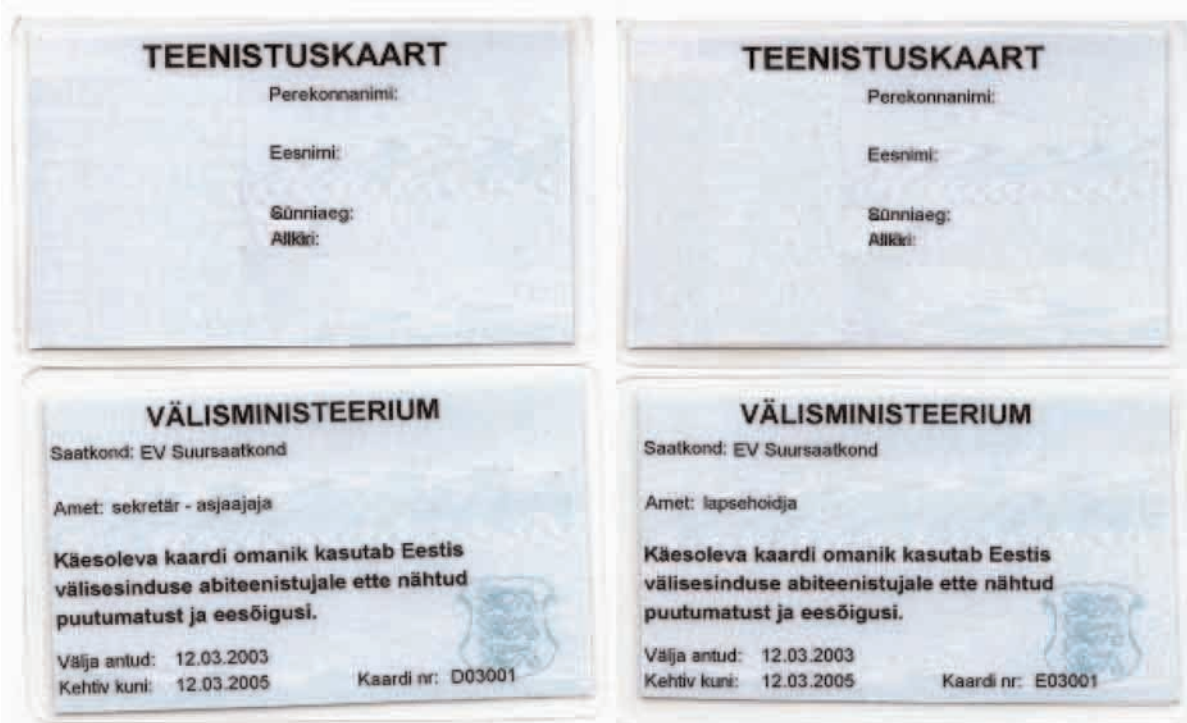 TEENISTUSKAART
Perekonnanimi:
Eesnimi:
Sünniaeg:
Allkiri:
TEENISTUSKAART
Perekonnanimi:
Eesnimi:
Sünniaeg:
Allkiri:
VÄLISMINISTEERIUM
Saatkond: EV Suursaatkond
Amet: sekretär - asjaajaja
Käesoleva kaardi omanik kasutab Eestis
välisesinduse abiteenistujale ette nähtud
puutumatust ja eesõigusi.
Välja antud: 12.03.2003
Kehtiv kuni: 12.03.2005 Kaardi nr: D03001
VÄLISMINISTEERIUM
Saatkond: EV Suursaatkond
Amet: lapsehoidja
Käesoleva kaardi omanik kasutab Eestis
välisesinduse abiteenistujale ette nähtud
puutumatust ja eesõigusi.
Välja antud: 12.03.2003
Kehtiv kuni: 12.03.2005 Kaardi nr: E03001